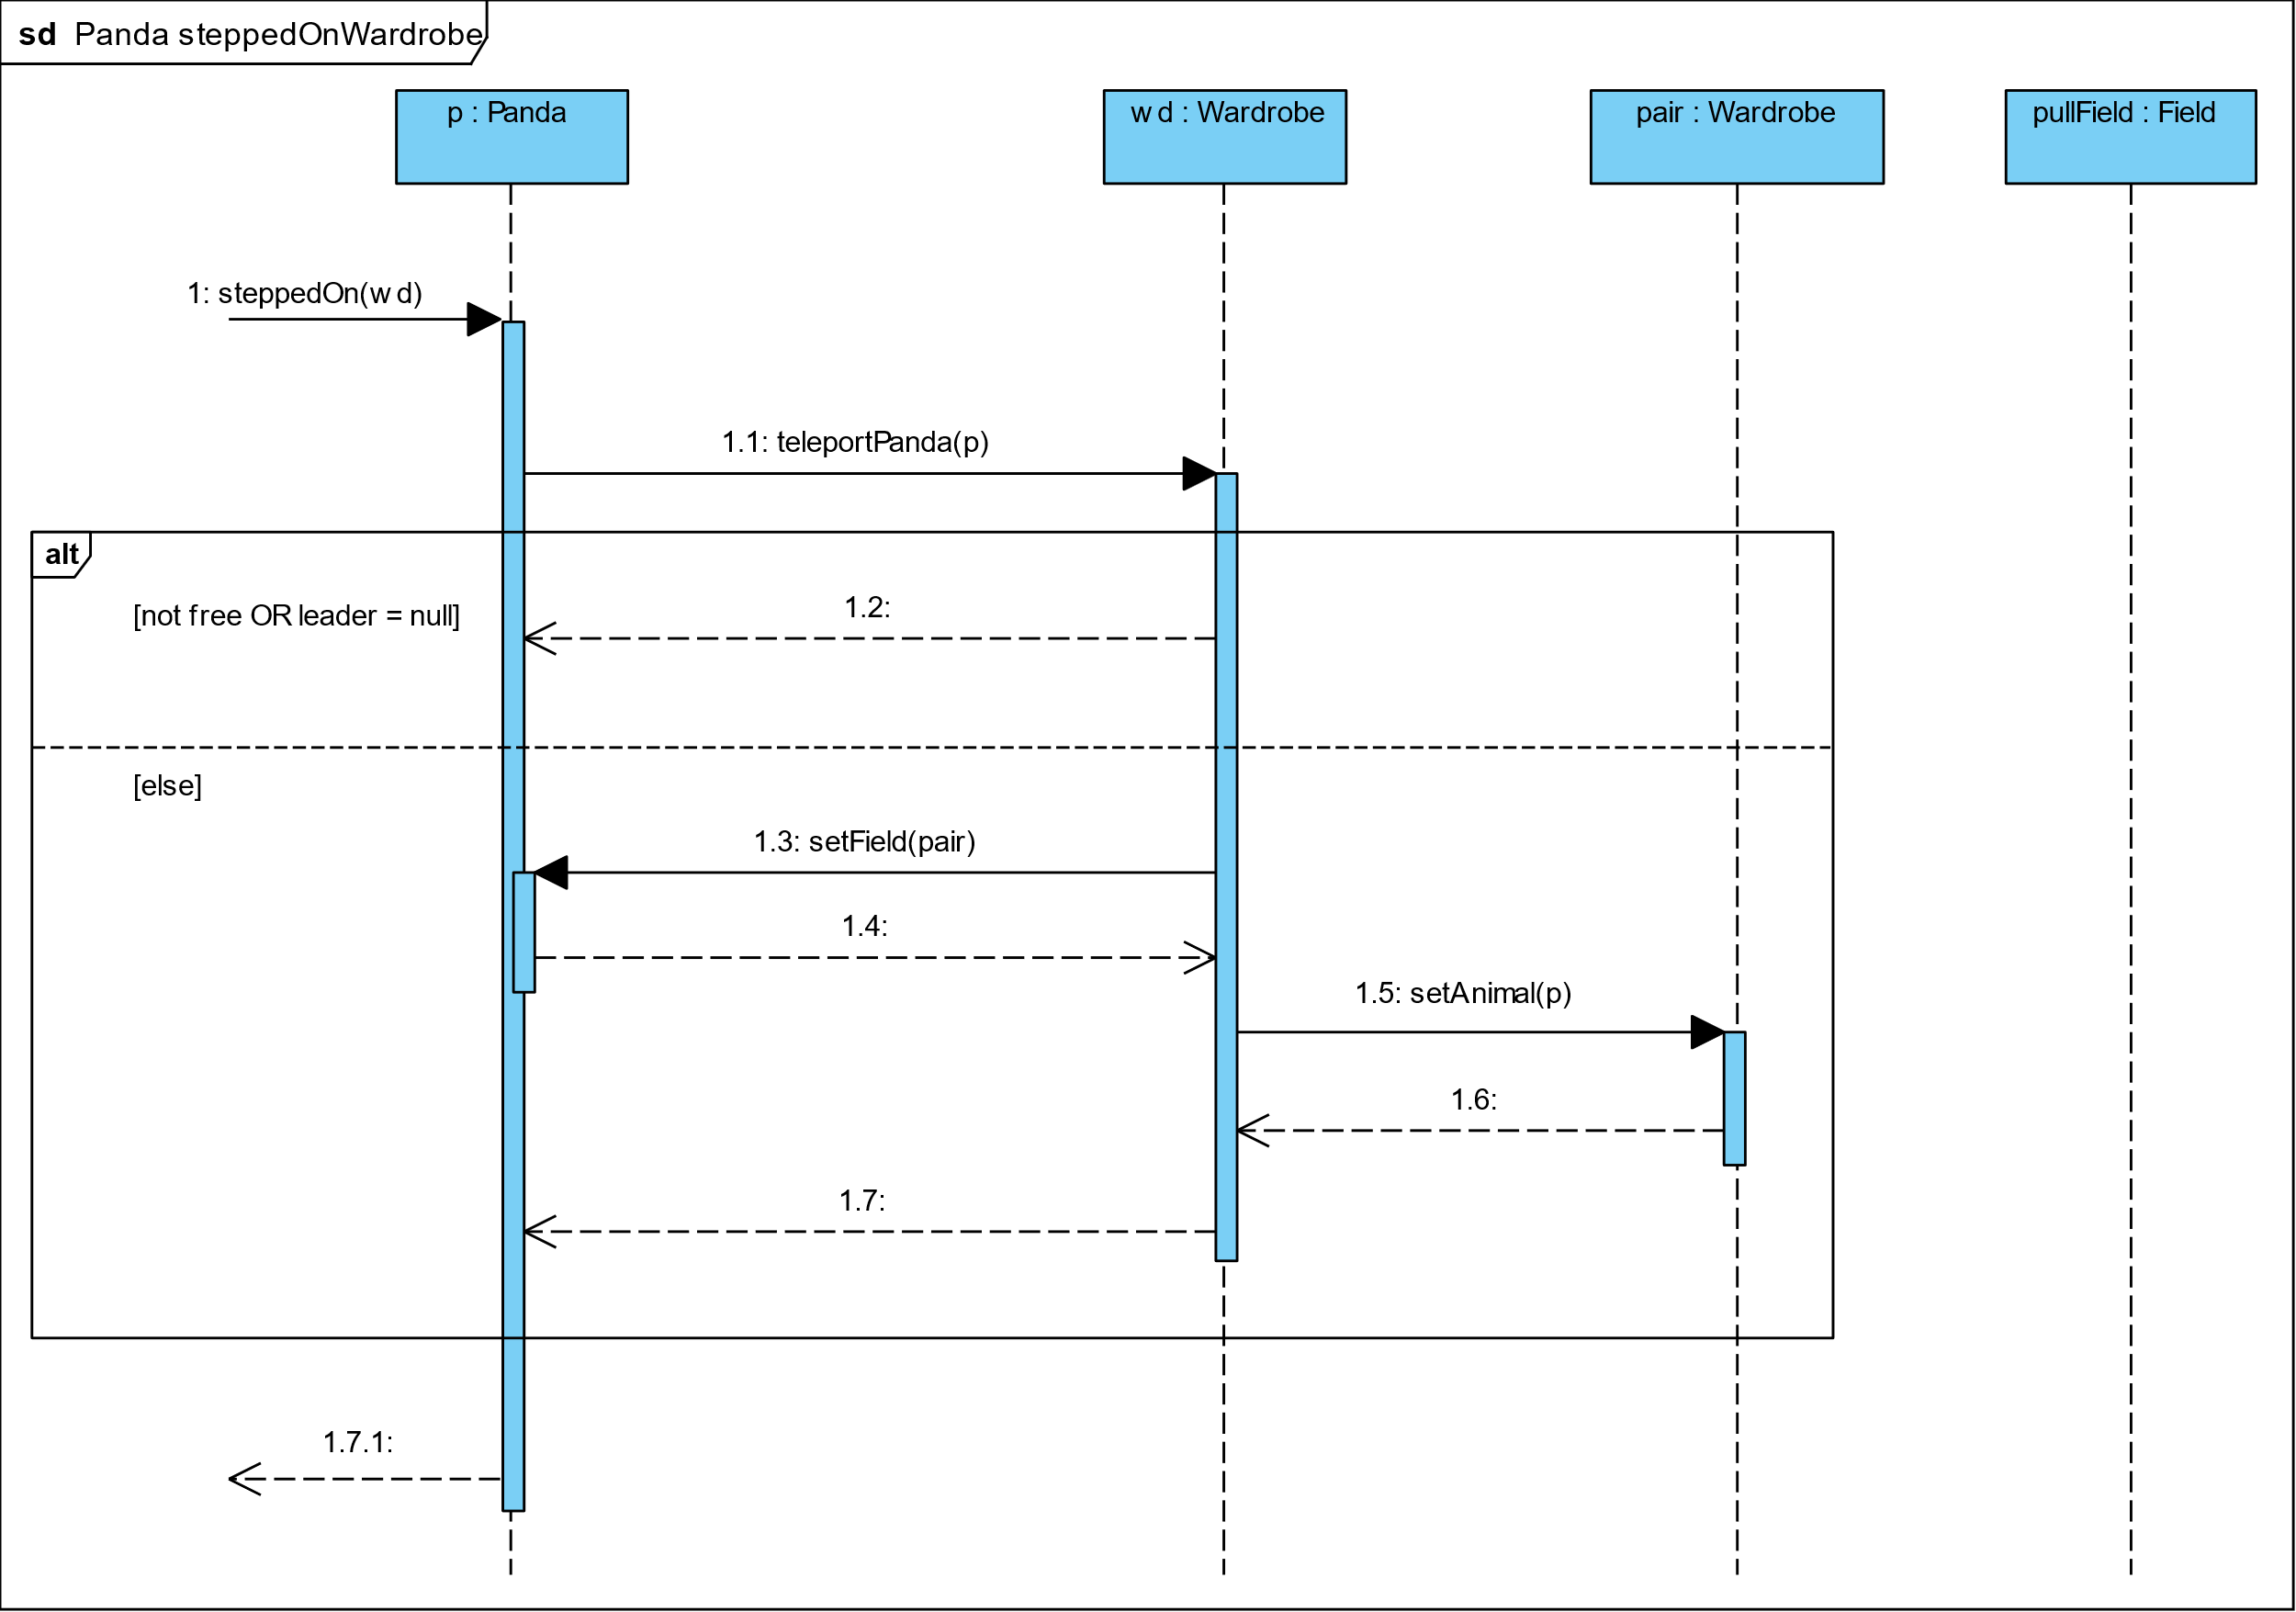 sd Panda steppedOnWardrobe
p : Panda
wd : Wardrobe
pair : Wardrobe
pullField : Field
1: steppedOn(wd)
1.1: teleportPanda(p)
alt
[not free OR leader = null]
1.2:
[else]
1.3: setField(pair)
1.4:
1.5: setAnimal(p)
1.6:
1.7:
1.7.1: